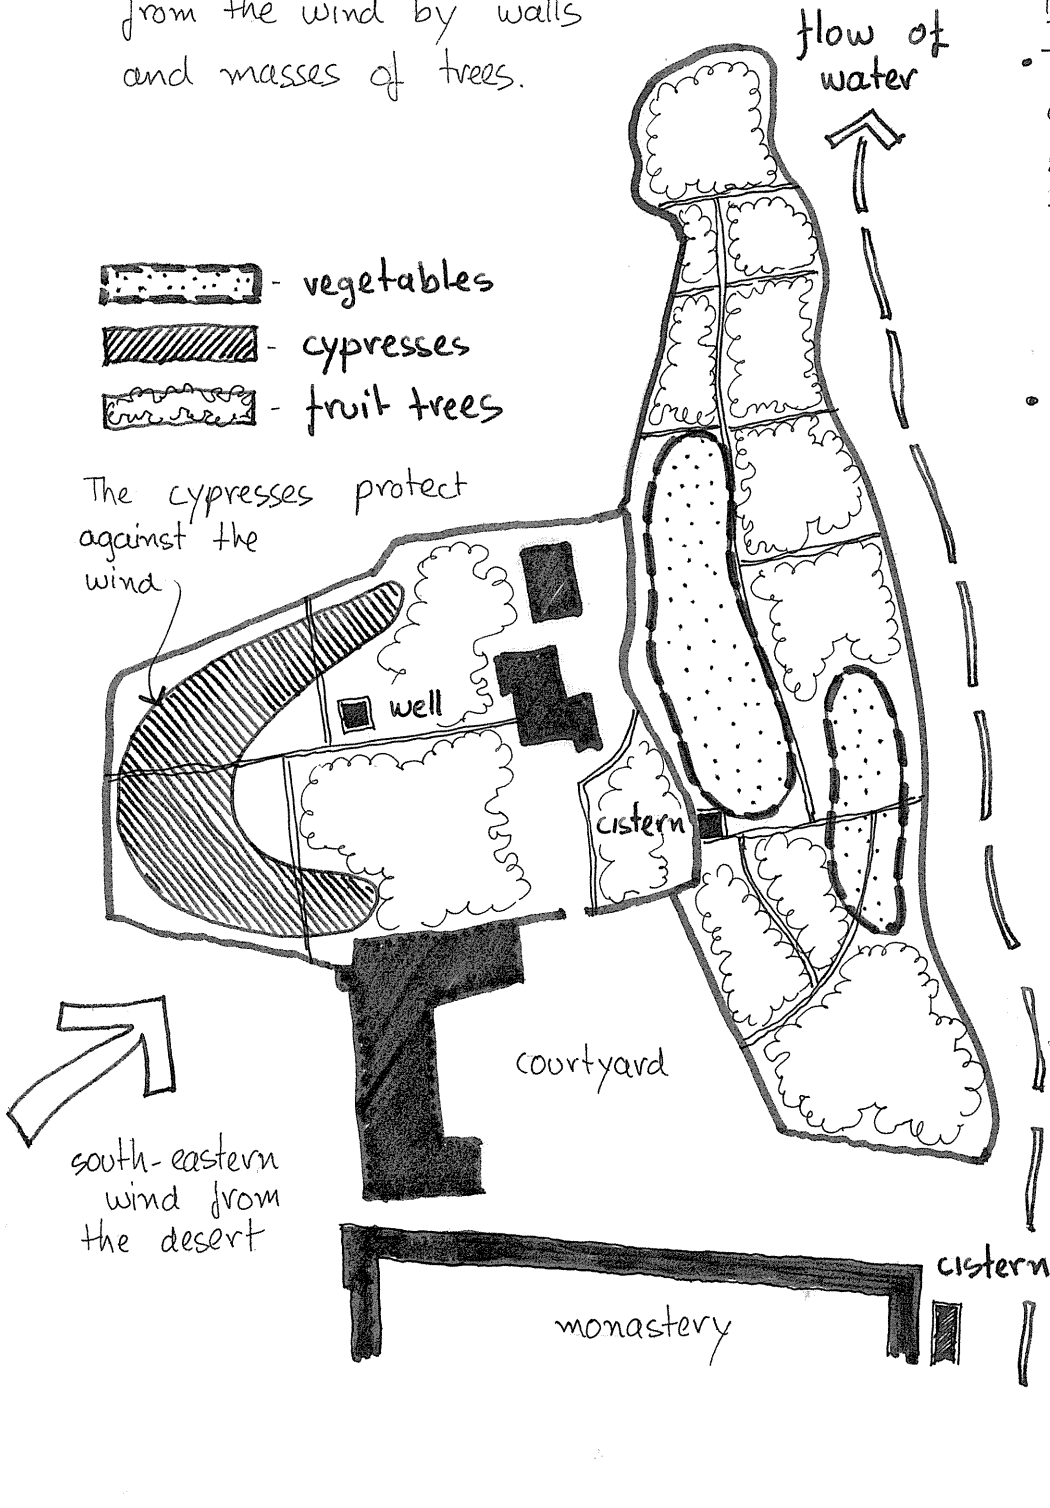 from the wind by walls
and masses of trees.
flow of
water
- vegetables
- cypresses
- fruit trees
The cypresses protect
against the
wind
well
cistern
courtyard
south-eastern
wind from
the desert
cistern
monastery